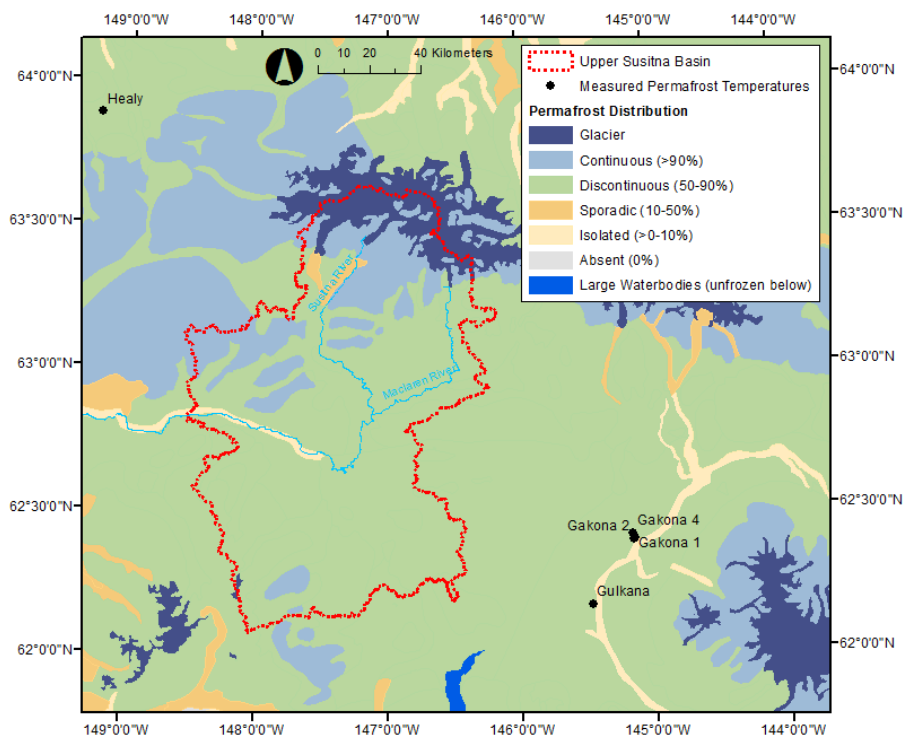 149°0'0"W 148°0'0"W 147°0'0"W 146°0'0"W 145°0'0"W 144°0'0"W
0 10 20 40 Kilometers
64°0'0"N
63°30'0"N
63°0'0"N
62°30'0"N
62°0'0"N
Upper Susitna Basin
Measured Permafrost Temperatures
Permafrost Distribution
Glacier
Continuous (>90%)
Discontinuous (50-90%)
Sporadic (10-50%)
Isolated (>0-10%)
Absent (0%)
Large Waterbodies (unfrozen below)
64°0'0"N
63°30'0"N
63°0'0"N
62°30'0"N
62°0'0"N
Healy
Susitna River
Maclaren River
Gakona 2
Gakona 4
Gakona 1
Gulkana
149°0'0"W 148°0'0"W 147°0'0"W 146°0'0"W 145°0'0"W 144°0'0"W